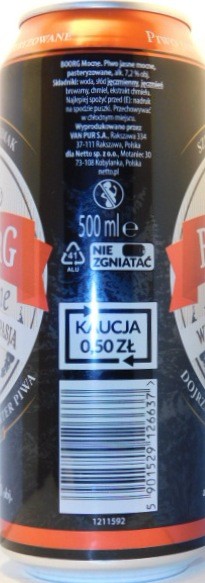 BOORG Mocne. Piwo jasne mocne,
pasteryzowane, alk. 7,2 % obj.
Składniki: woda, słód jęczmienny, jęczmień
browarny, chmiel, ekstrakt chmielu.
Najlepiej spożyć przed (E): nadruk
na spodzie puszki. Przechowywać
w chłodnym miejscu.
Wyprodukowano przez
VAN PUR S.A., Rakszawa 334
37-111 Rakszawa, Polska
dla Netto sp. z o.o., Motaniec 30
73-108 Kobylanka, Polska
netto.pl
500 ml e
41
ALU
NIE
ZGNIATAĆ
KAUCJA
0,50 ZŁ
5 901529 126637 >
1211592